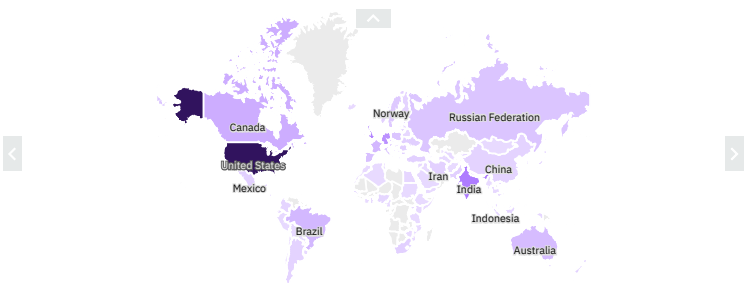 Norway
Russian Federation
Canada
United States
China
Iran
Mexico
India
Indonesia
Brazil
Australia